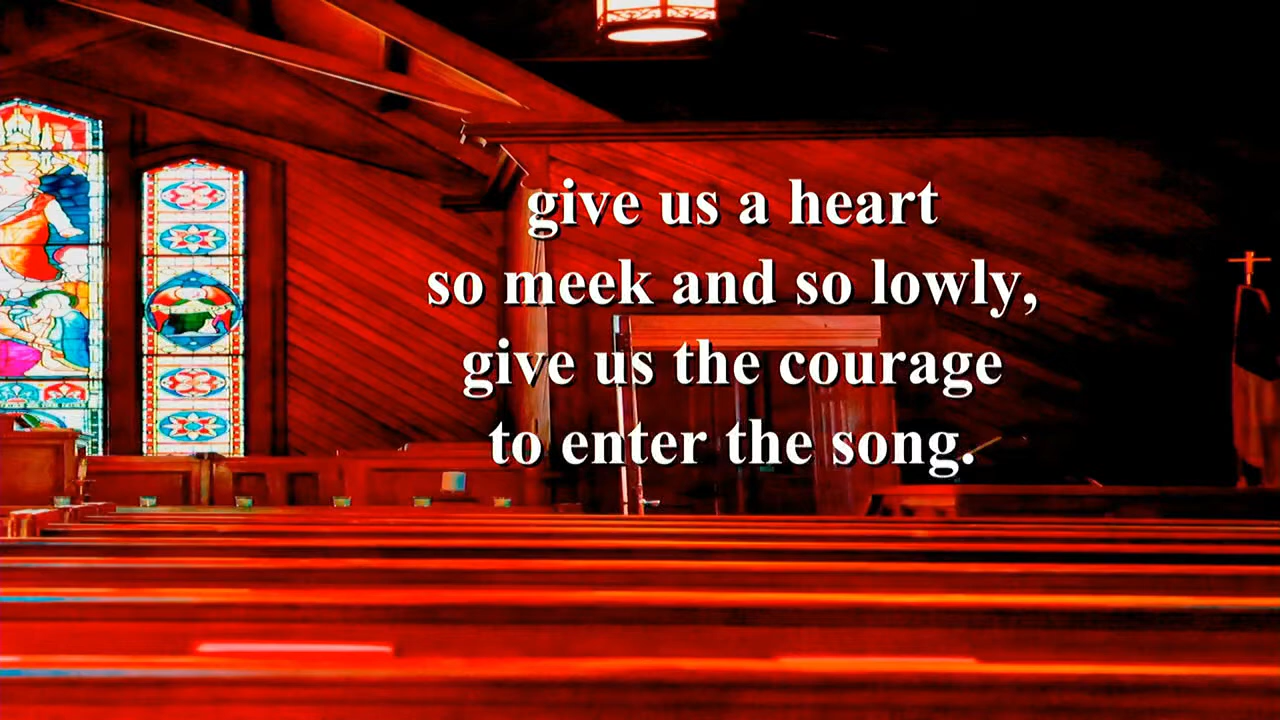 give us a heart
so meek and so lowly,
give us the courage
to enter the song.